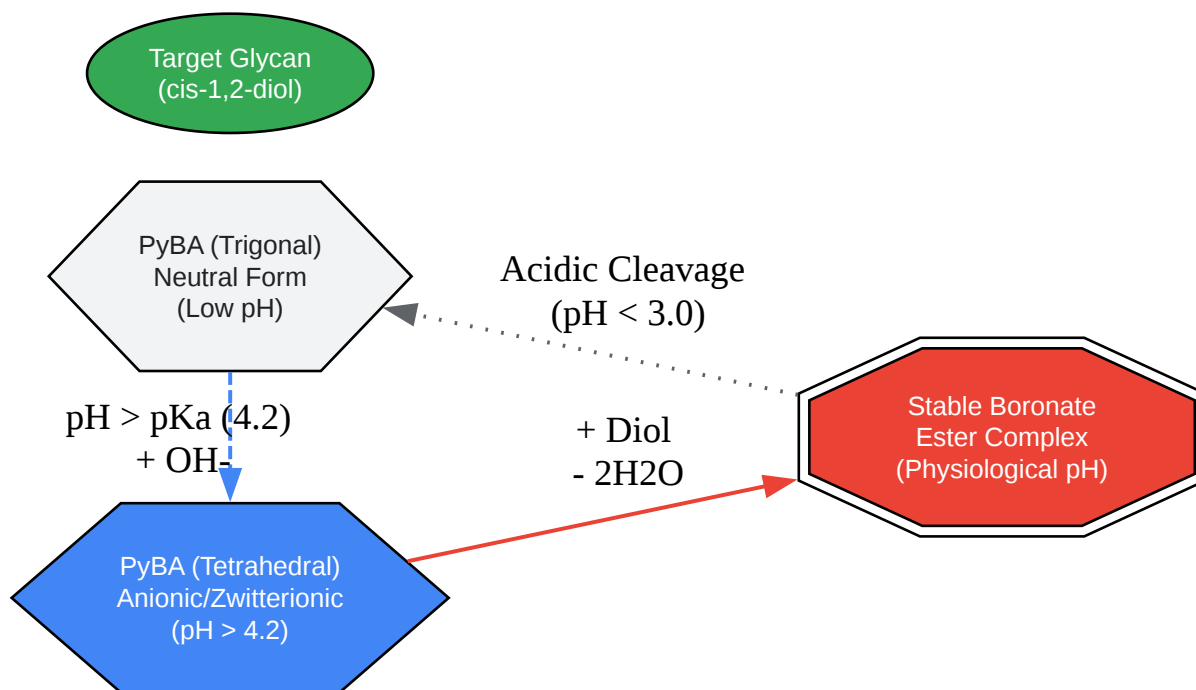 Target Glycan
(cis-1,2-diol)
PyBA (Trigonal)
Neutral Form
(Low pH)
Acidic Cleavage
(pH < 3.0)
pH > pKa (4.2)
+ OH-
+ Diol
- 2H2O
Stable Boronate
Ester Complex
(Physiological pH)
PyBA (Tetrahedral)
Anionic/Zwitterionic
(pH > 4.2)